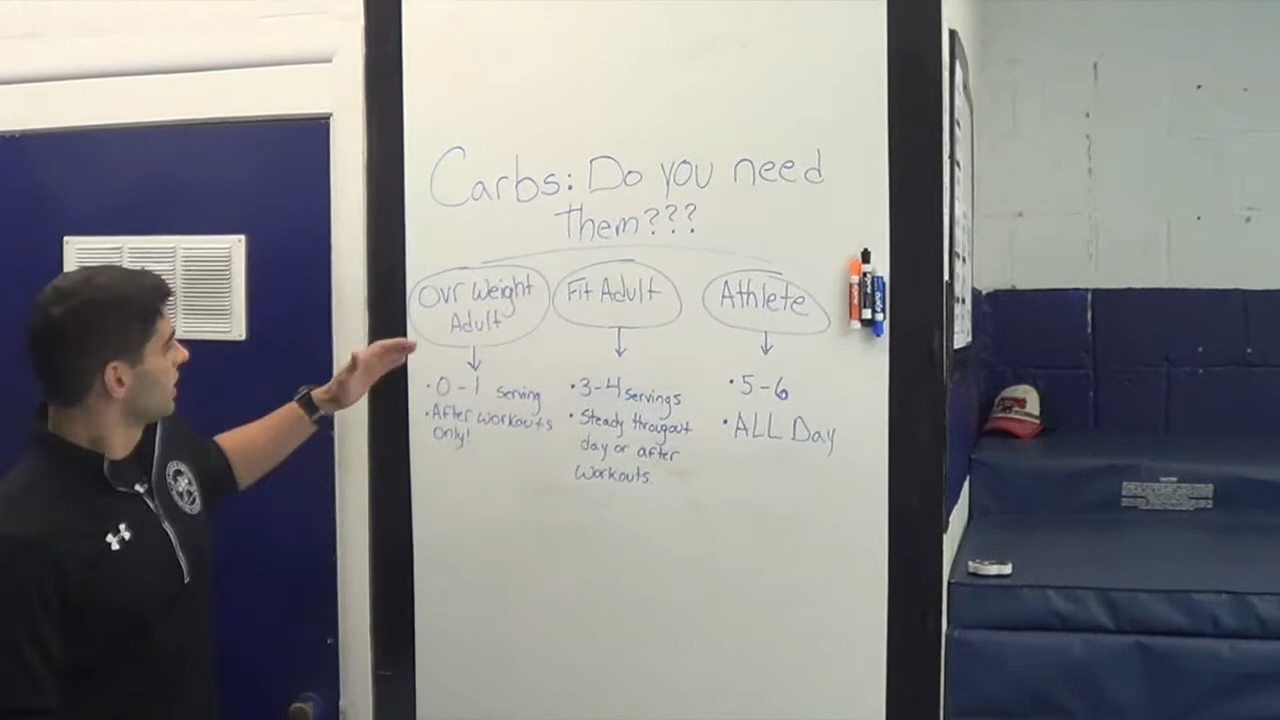 Carbs: Do you need
them???
Ovr Weight
Adult
Fit Adult
Athlete
• 0-1 serving
• After workouts
Only!
• 3-4 servings
• Steady througout
day or after
workouts
• 5-6
• ALL Day